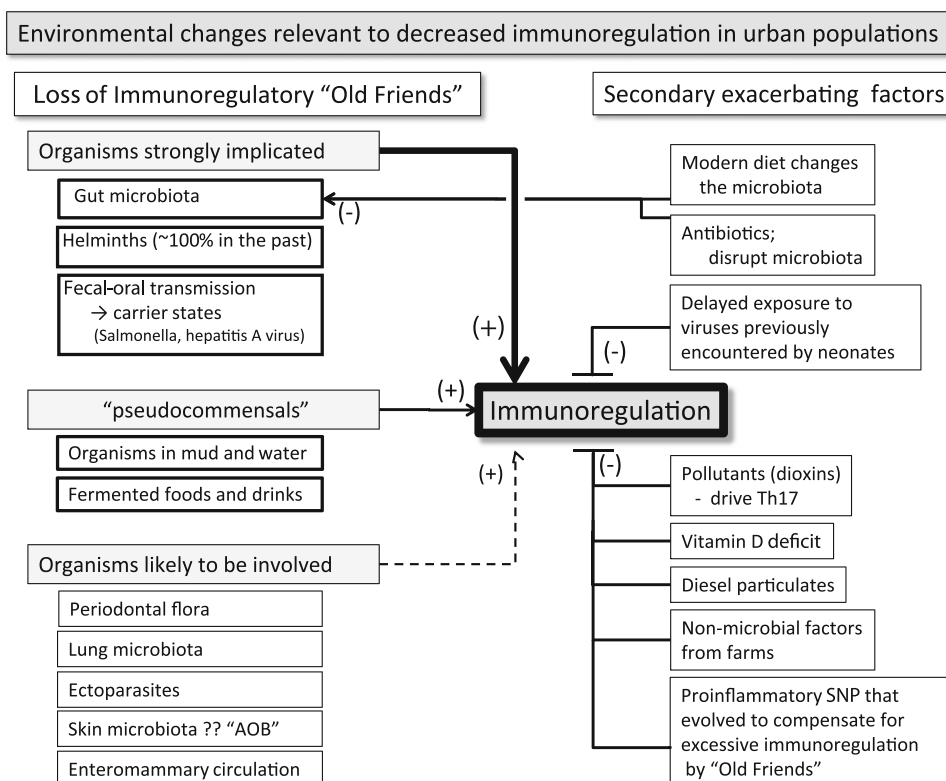 Environmental changes relevant to decreased immunoregulation in urban populations
Loss of Immunoregulatory “Old Friends”
Organisms strongly implicated
Gut microbiota
Helminths (~100% in the past)
Fecal-oral transmission
→ carrier states
(Salmonella, hepatitis A virus)
“pseudocommensals”
Organisms in mud and water
Fermented foods and drinks
Organisms likely to be involved
Periodontal flora
Lung microbiota
Ectoparasites
Skin microbiota ?? “AOB”
Enteromammary circulation
(-)
(+)
(+)
(+)
Immunoregulation
(-)
(-)
Secondary exacerbating factors
Modern diet changes
the microbiota
Antibiotics;
disrupt microbiota
Delayed exposure to
viruses previously
encountered by neonates
Pollutants (dioxins)
- drive Th17
Vitamin D deficit
Diesel particulates
Non-microbial factors
from farms
Proinflammatory SNP that
evolved to compensate for
excessive immunoregulation
by “Old Friends”